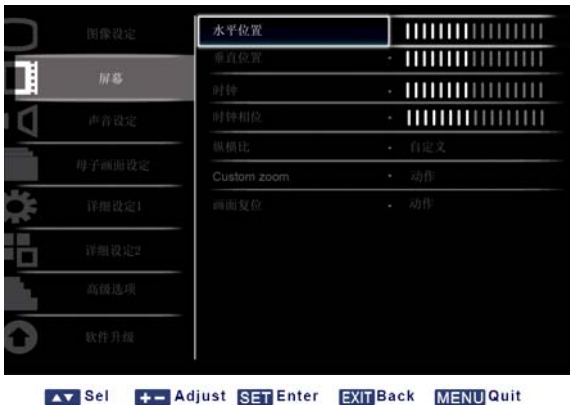 图像设定
屏幕
声音设定
母子画面设定
详细设定1
详细设定2
高级选项
软件升级
水平位置
垂直位置
时钟
时钟相位
纵横比 · 自定义
Custom zoom · 动作
画面复位 · 动作
Sel +- Adjust SET Enter EXIT Back MENU Quit